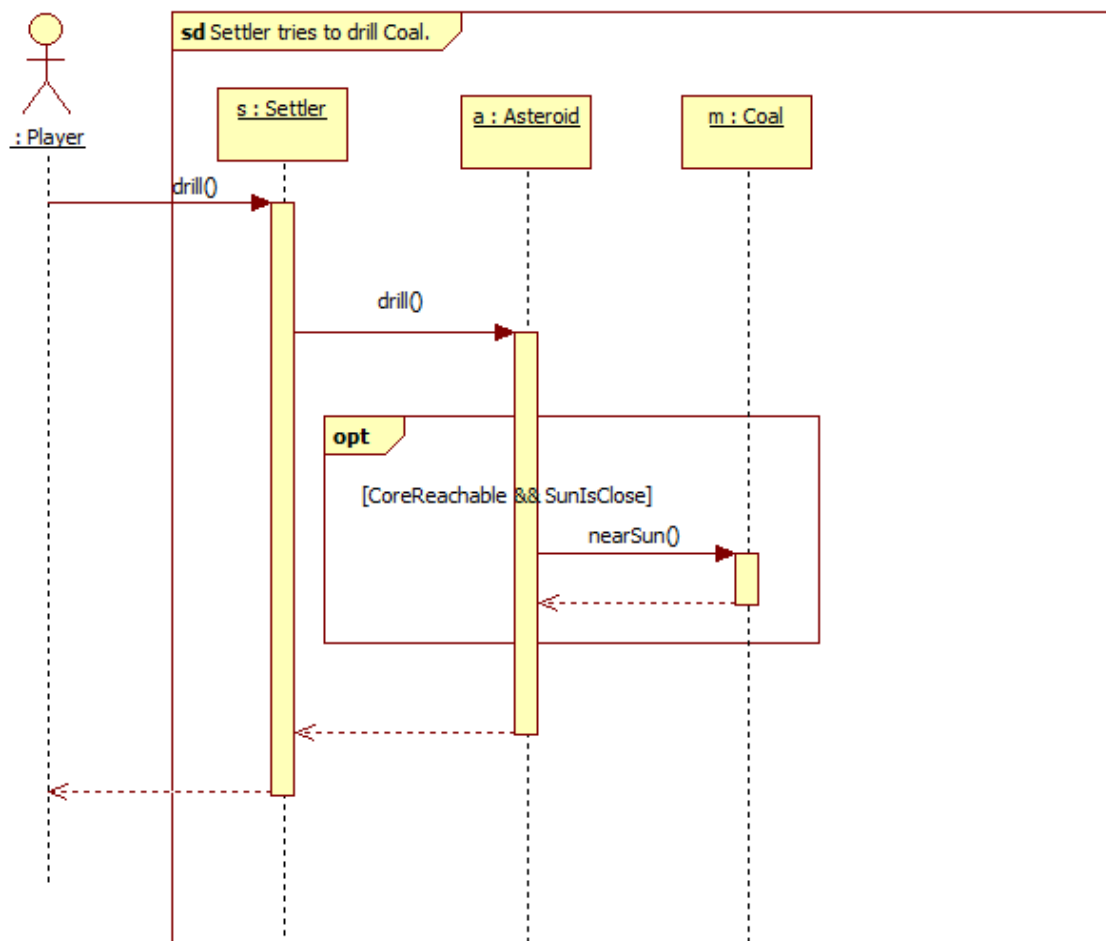 sd Settler tries to drill Coal.
: Player
s : Settler
a : Asteroid
m : Coal
drill()
drill()
opt
[CoreReachable && SunIsClose]
nearSun()